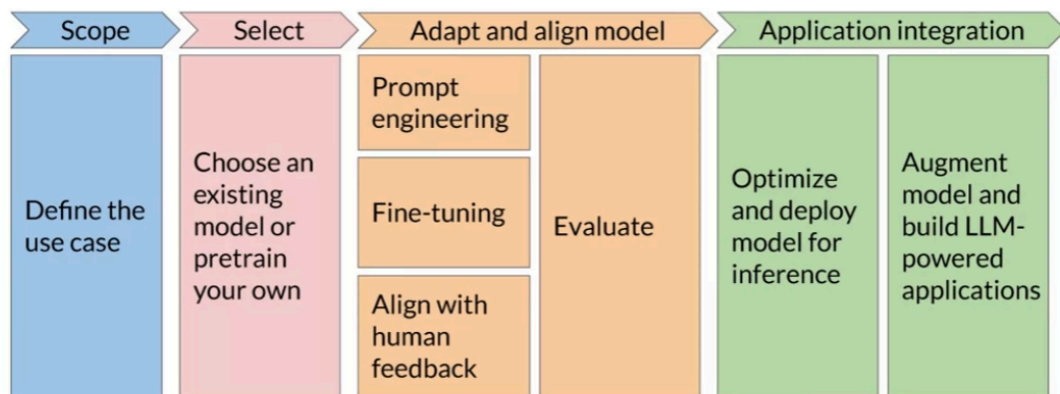 Scope
Select
Adapt and align model
Application integration
Define the
use case
Choose an
existing
model or
pretrain
your own
Prompt
engineering
Fine-tuning
Align with
human
feedback
Evaluate
Optimize
and deploy
model for
inference
Augment
model and
build LLM-
powered
applications